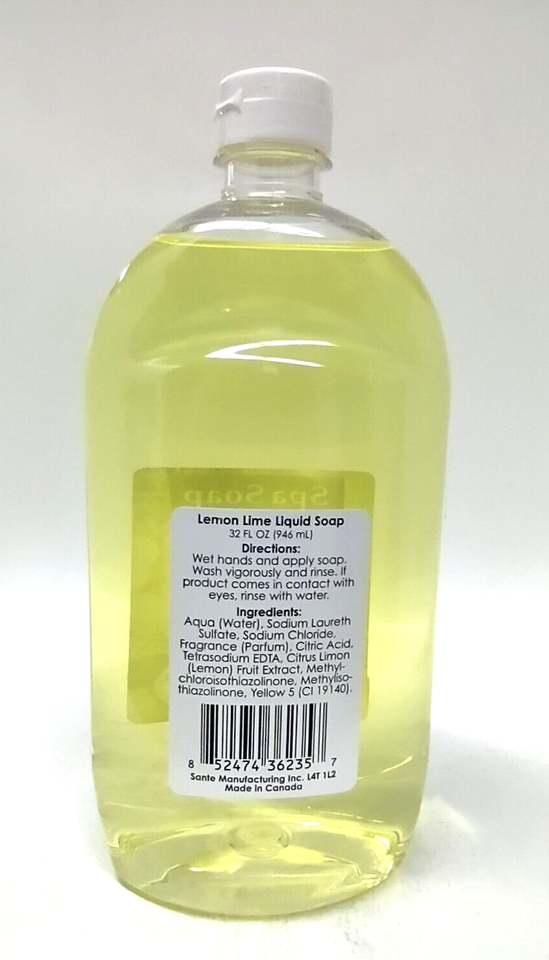 Spa Soap
Lemon Lime Liquid Soap
32 FL OZ (946 mL)
Directions:
Wet hands and apply soap.
Wash vigorously and rinse. If
product comes in contact with
eyes, rinse with water.
Ingredients:
Aqua (Water), Sodium Laureth
Sulfate, Sodium Chloride,
Fragrance (Parfum), Citric Acid,
Tetrasodium EDTA, Citrus Limon
(Lemon) Fruit Extract, Methyl-
chloroisothiazolinone, Methyliso-
thiazolinone, Yellow 5 (CI 19140).
8 52474 36235 7
Sante Manufacturing Inc. L4T 1L2
Made in Canada